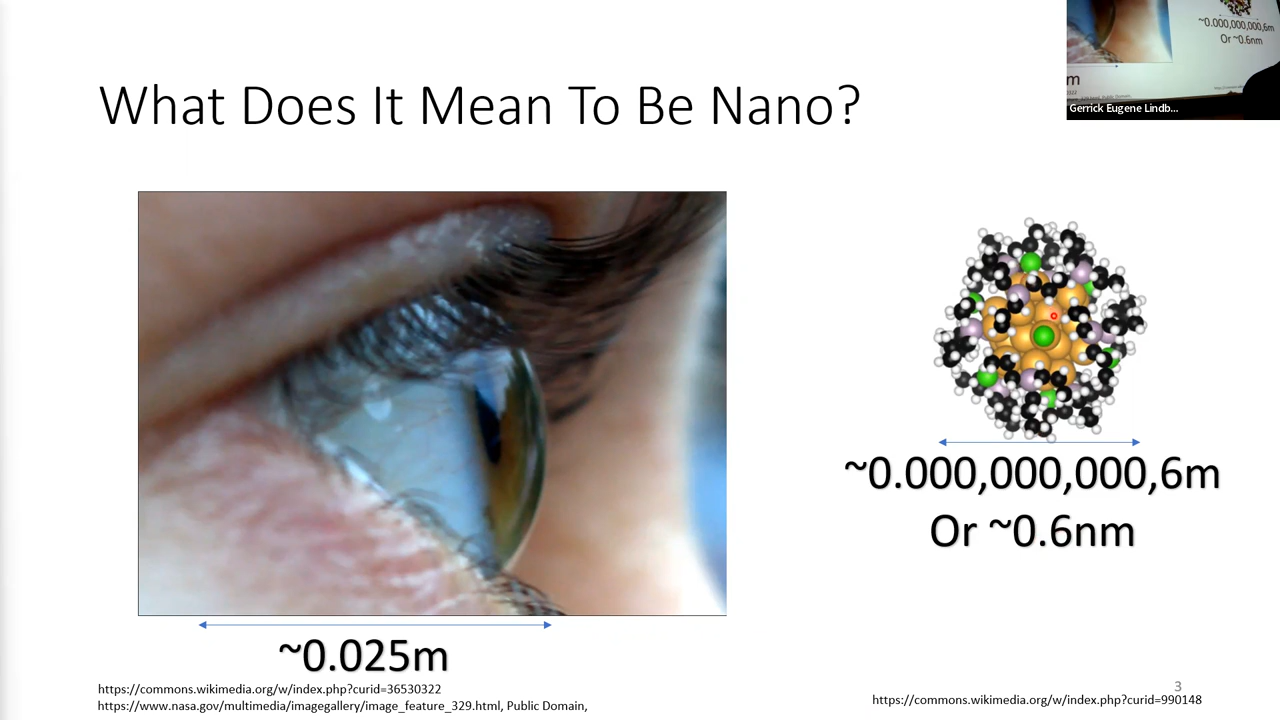 What Does It Mean To Be Nano?
~0.000,000,000,6m
Or ~0.6nm
m
Gerrick Eugene Lindb...
~0.000,000,000,6m
Or ~0.6nm
~0.025m
https://commons.wikimedia.org/w/index.php?curid=36530322
https://www.nasa.gov/multimedia/imagegallery/image_feature_329.html, Public Domain,
3
https://commons.wikimedia.org/w/index.php?curid=990148